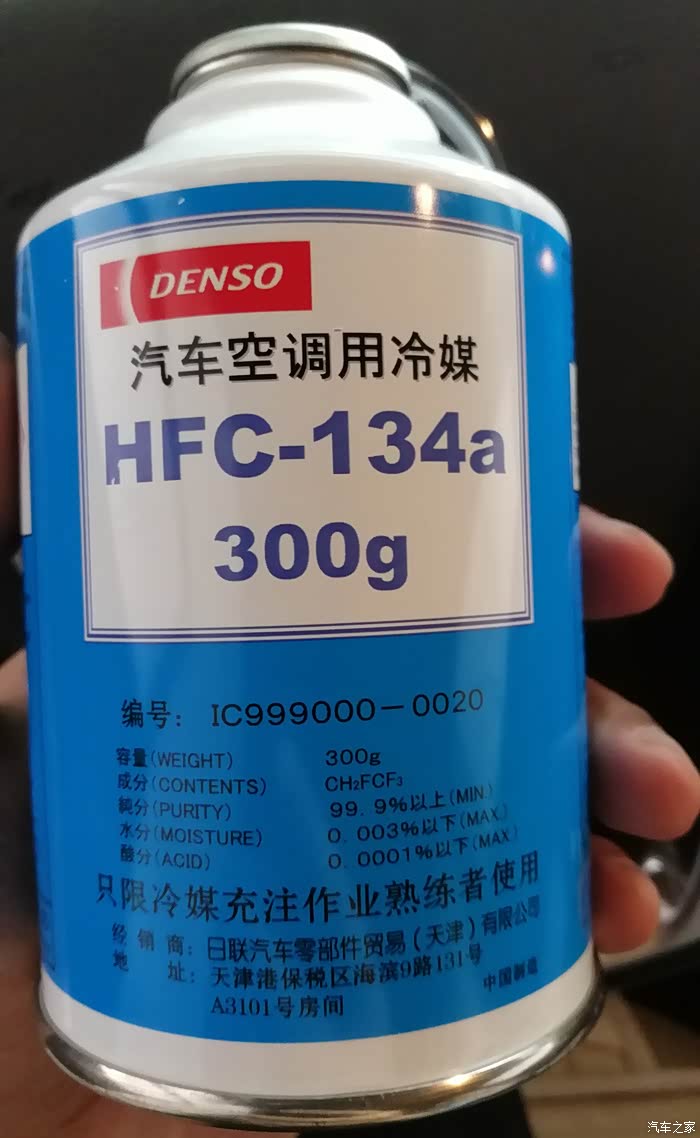 DENSO
汽车空调用冷媒
HFC-134a
300g
编号: IC999000-0020
容量(WEIGHT) 300g
成分(CONTENTS) CH₂FCF₃
純分(PURITY) 99.9%以上(MIN.)
水分(MOISTURE) 0.003%以下(MAX.)
酸分(ACID) 0.0001%以下(MAX.)
只限冷媒充注作业熟练者使用
经销商: 日联汽车零部件贸易(天津)有限公司
地址: 天津港保税区海滨9路131号
A3101号房间
中国制造
汽车之家